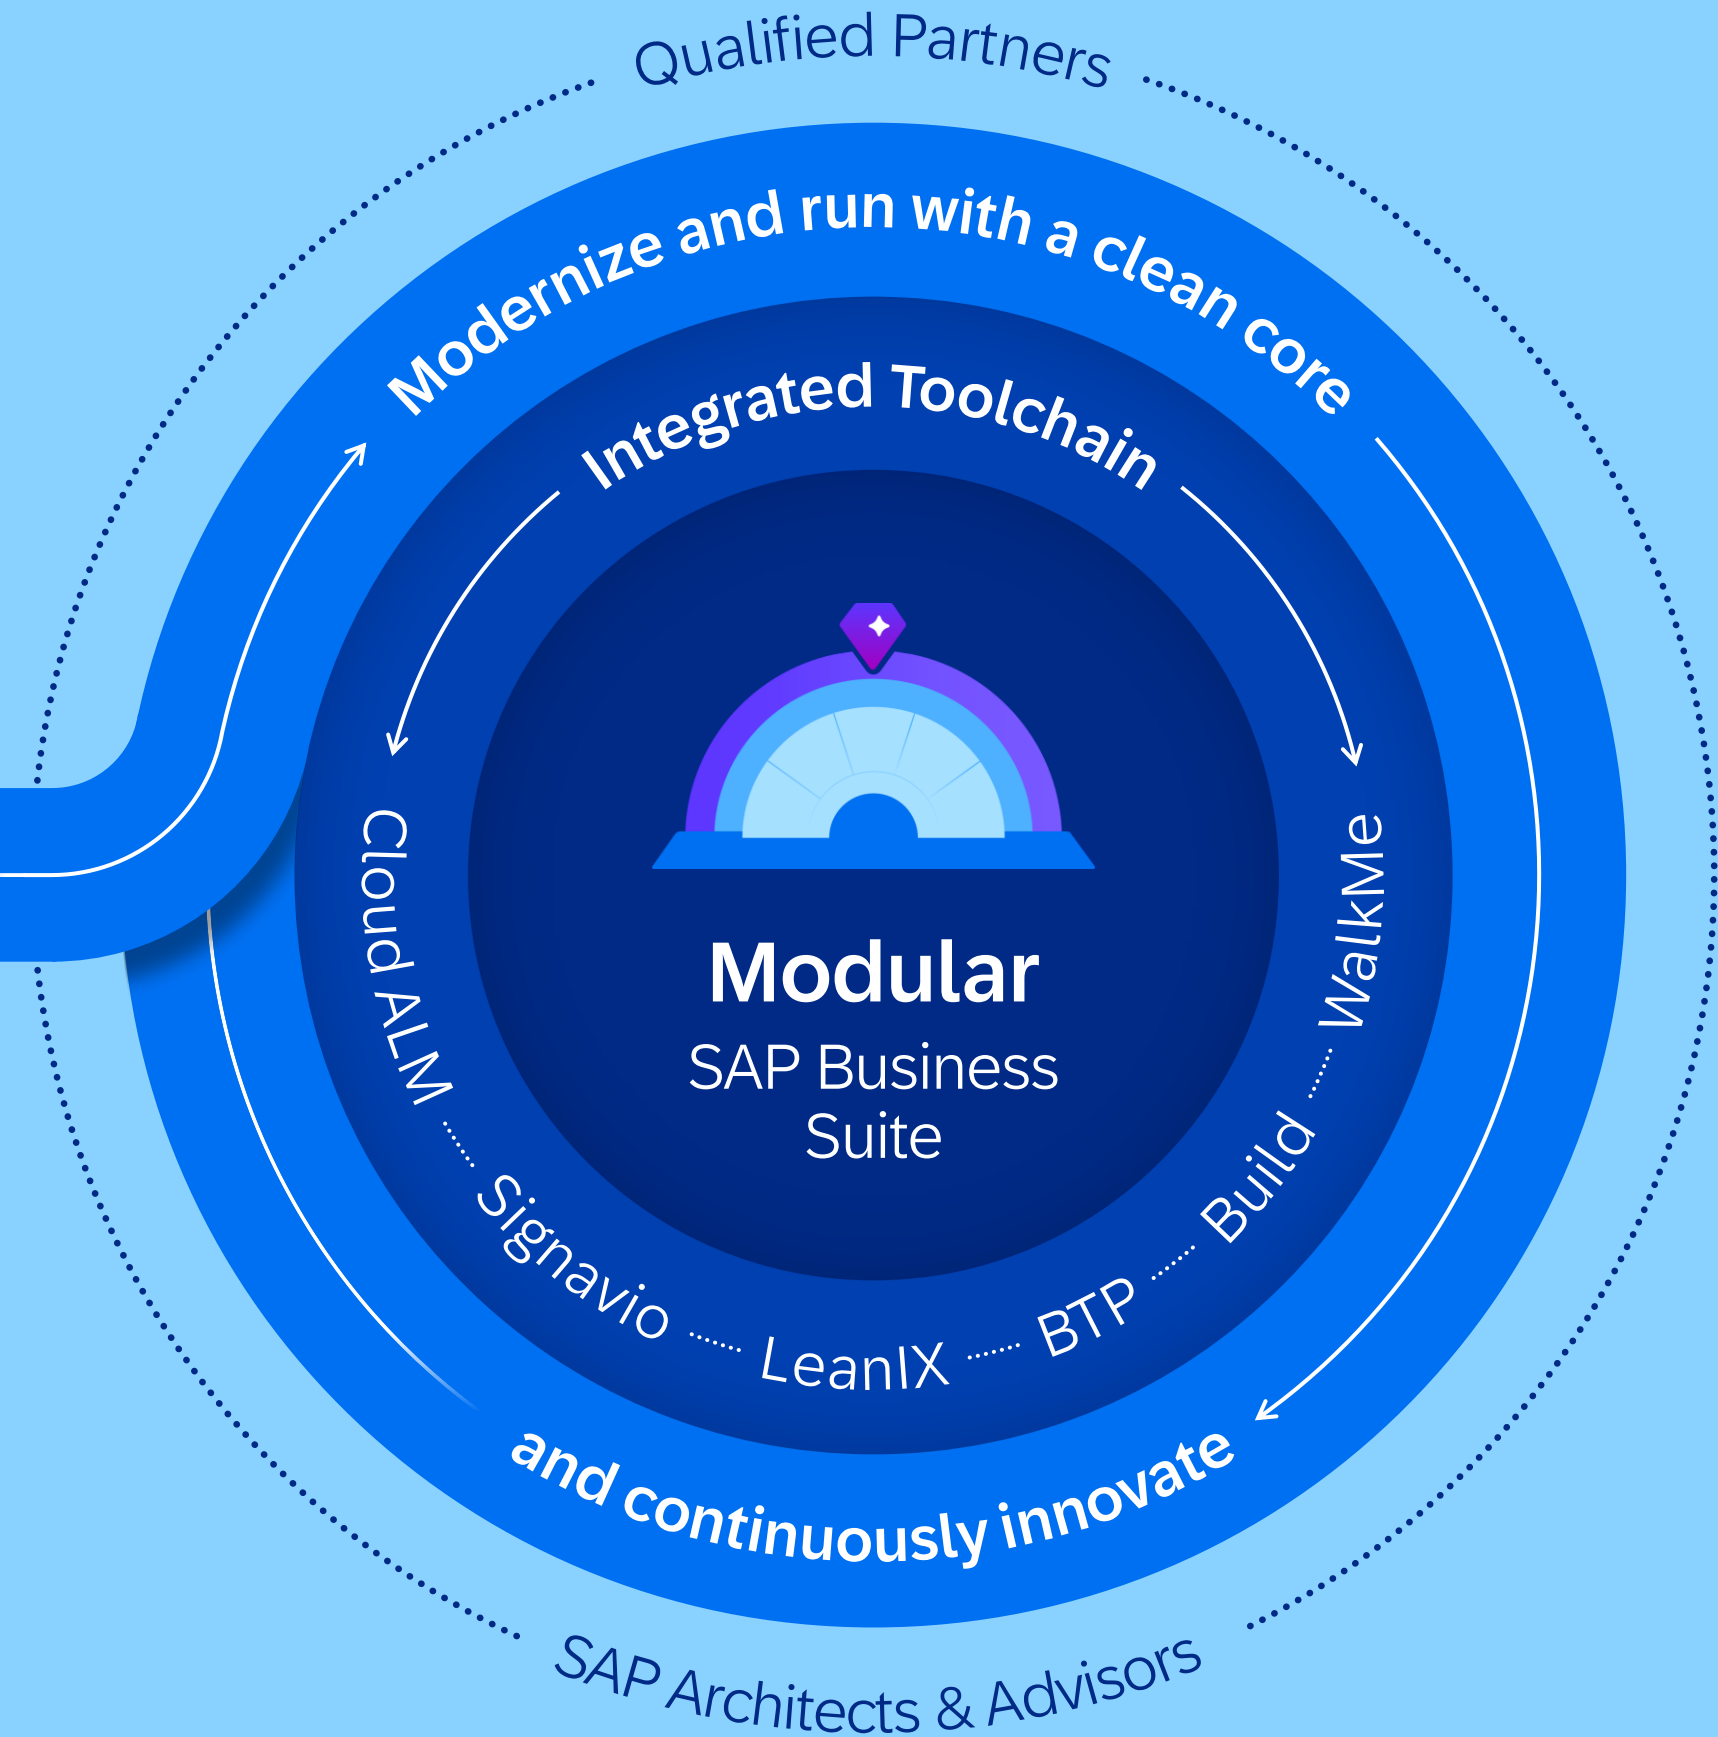 Qualified Partners
Modernize and run with a clean core
Integrated Toolchain
Cloud ALM
Signavio
LeanIX
BTP
Build
WalkMe
Modular
SAP Business
Suite
and continuously innovate
SAP Architects & Advisors